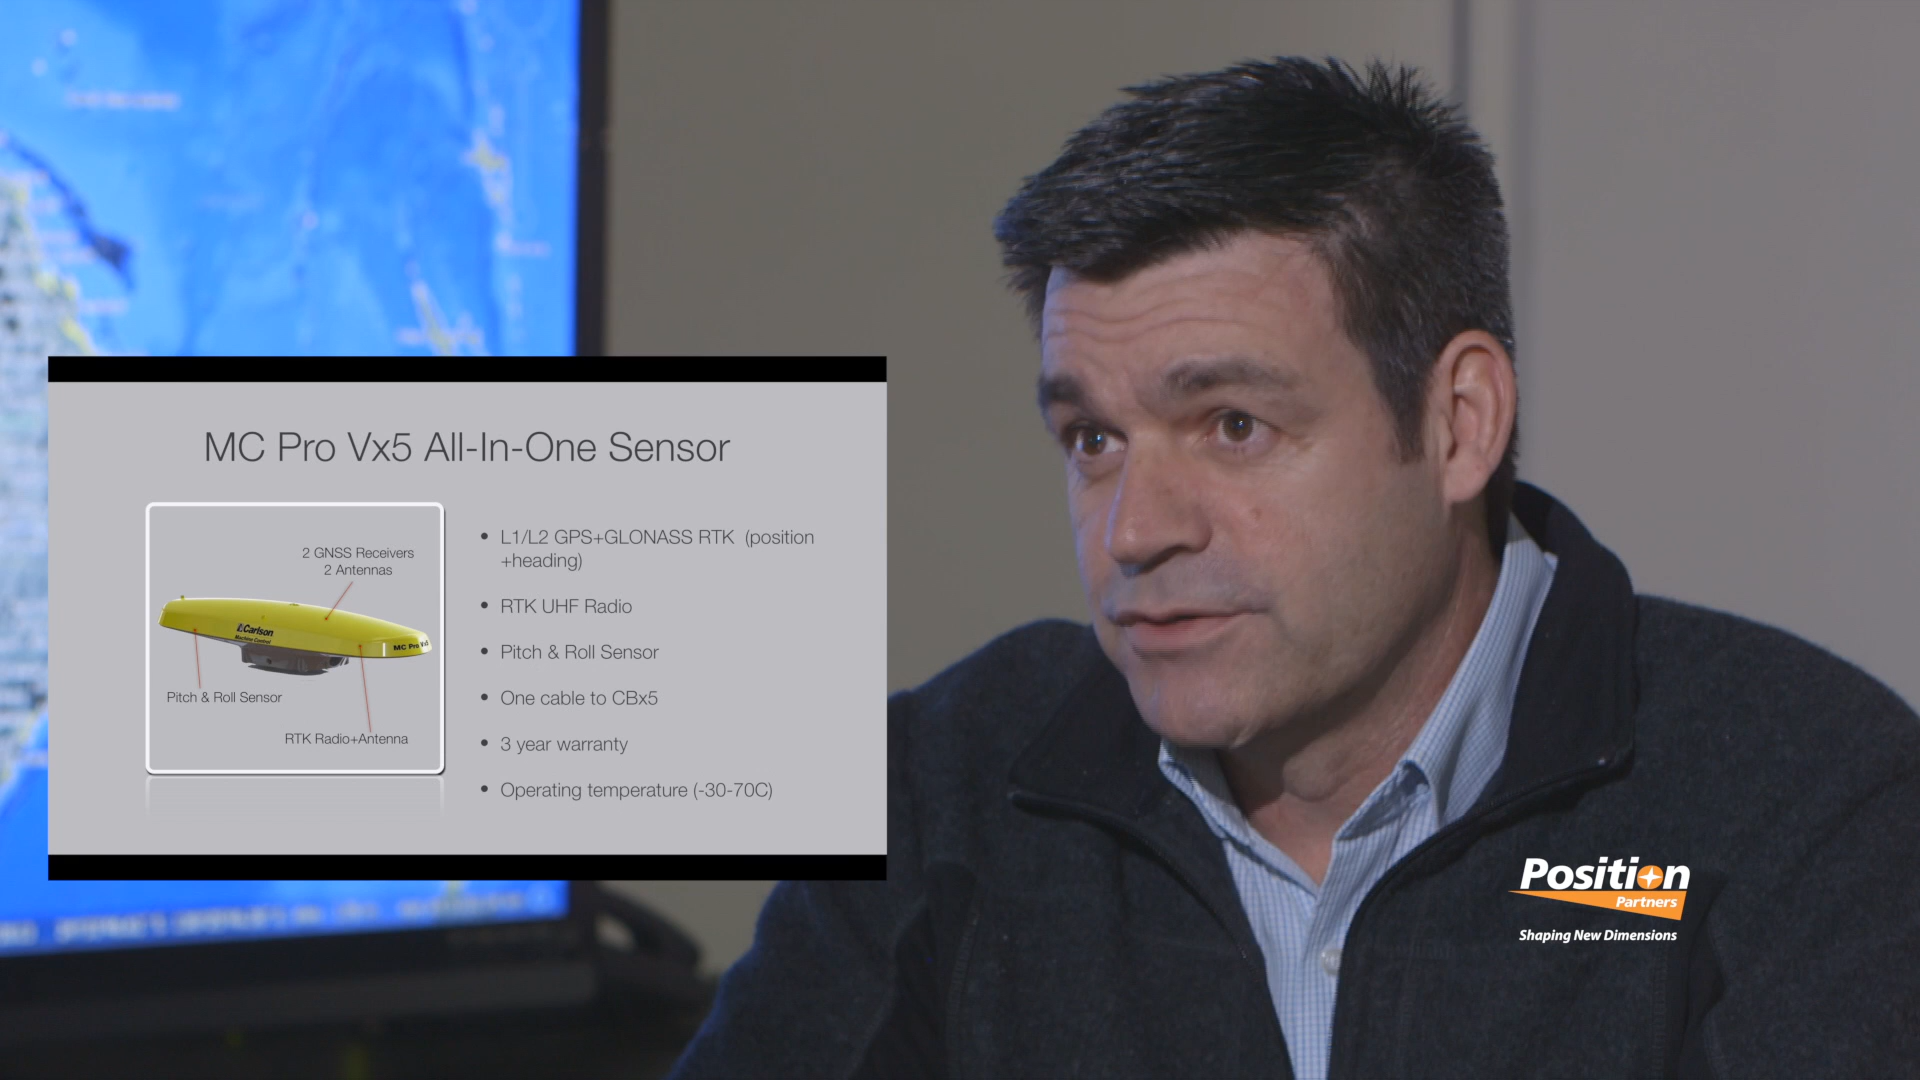 MC Pro Vx5 All-In-One Sensor
2 GNSS Receivers
2 Antennas
Carlson
Machine Control
MC Pro Vx5
Pitch & Roll Sensor
RTK Radio+Antenna
• L1/L2 GPS+GLONASS RTK (position
+heading)
• RTK UHF Radio
• Pitch & Roll Sensor
• One cable to CBx5
• 3 year warranty
• Operating temperature (-30-70C)
Position
Partners
Shaping New Dimensions